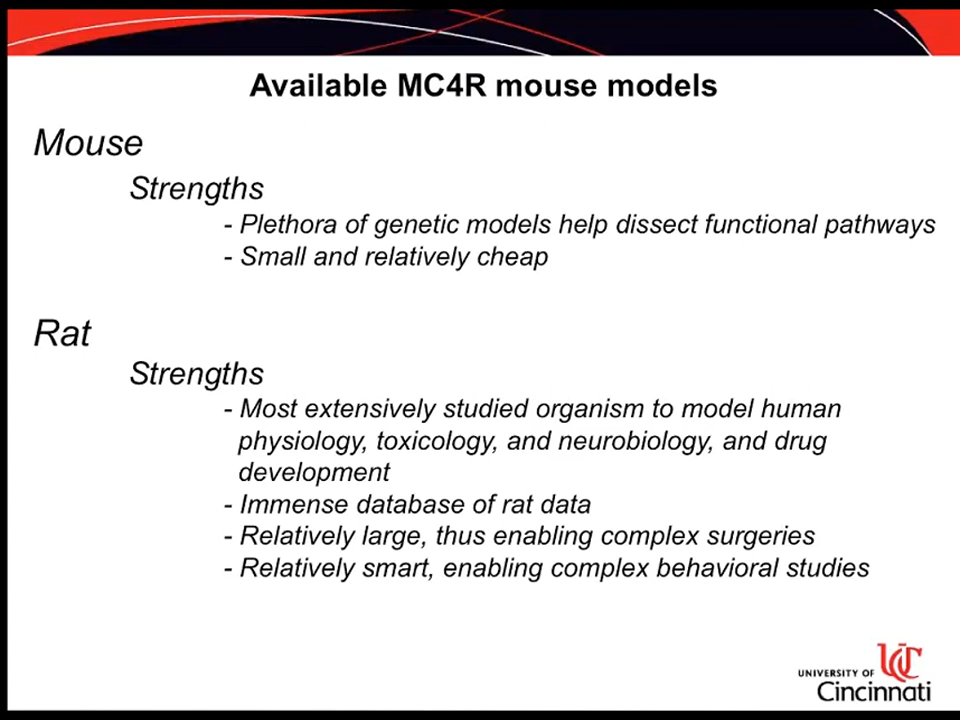 Available MC4R mouse models
Mouse
Strengths
- Plethora of genetic models help dissect functional pathways
- Small and relatively cheap
Rat
Strengths
- Most extensively studied organism to model human
physiology, toxicology, and neurobiology, and drug
development
- Immense database of rat data
- Relatively large, thus enabling complex surgeries
- Relatively smart, enabling complex behavioral studies
UC
UNIVERSITY OF
Cincinnati